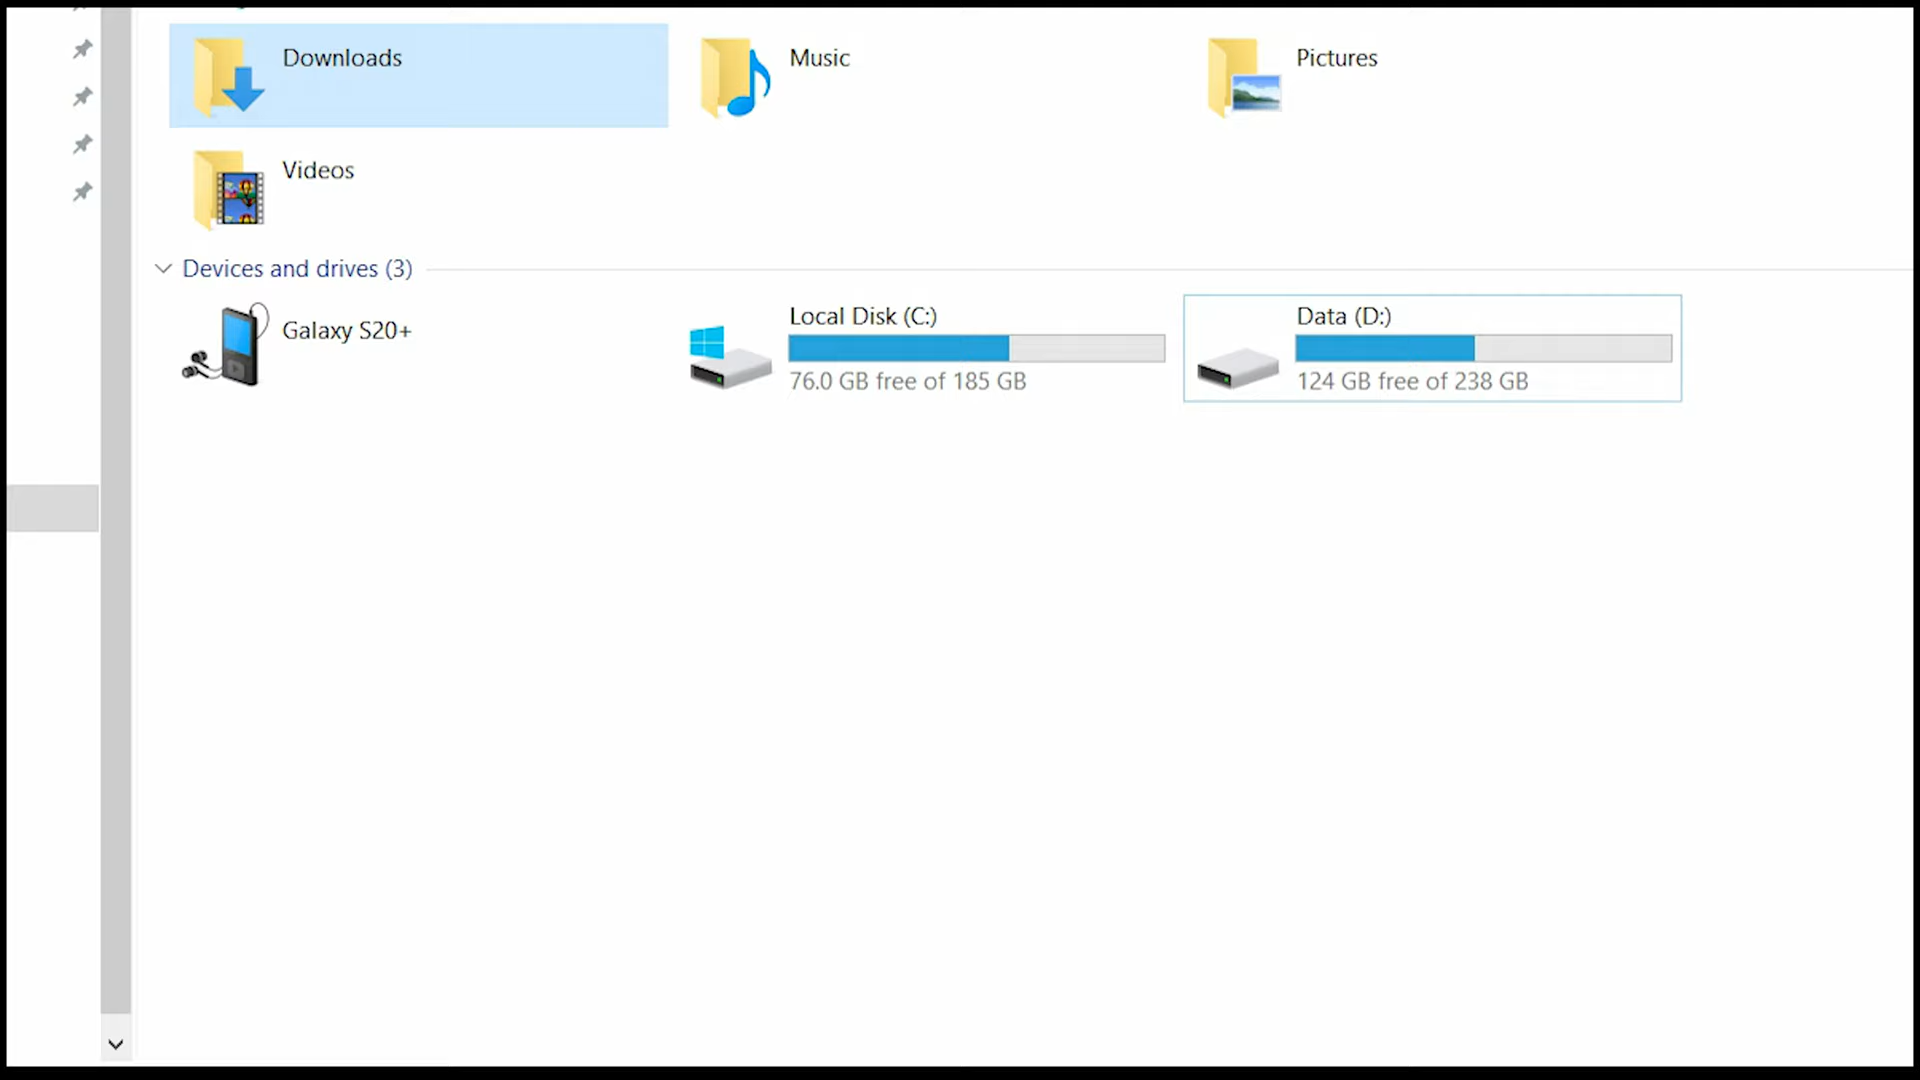 Downloads
Music
Pictures
Videos
Devices and drives (3)
Galaxy S20+
Local Disk (C:)
76.0 GB free of 185 GB
Data (D:)
124 GB free of 238 GB